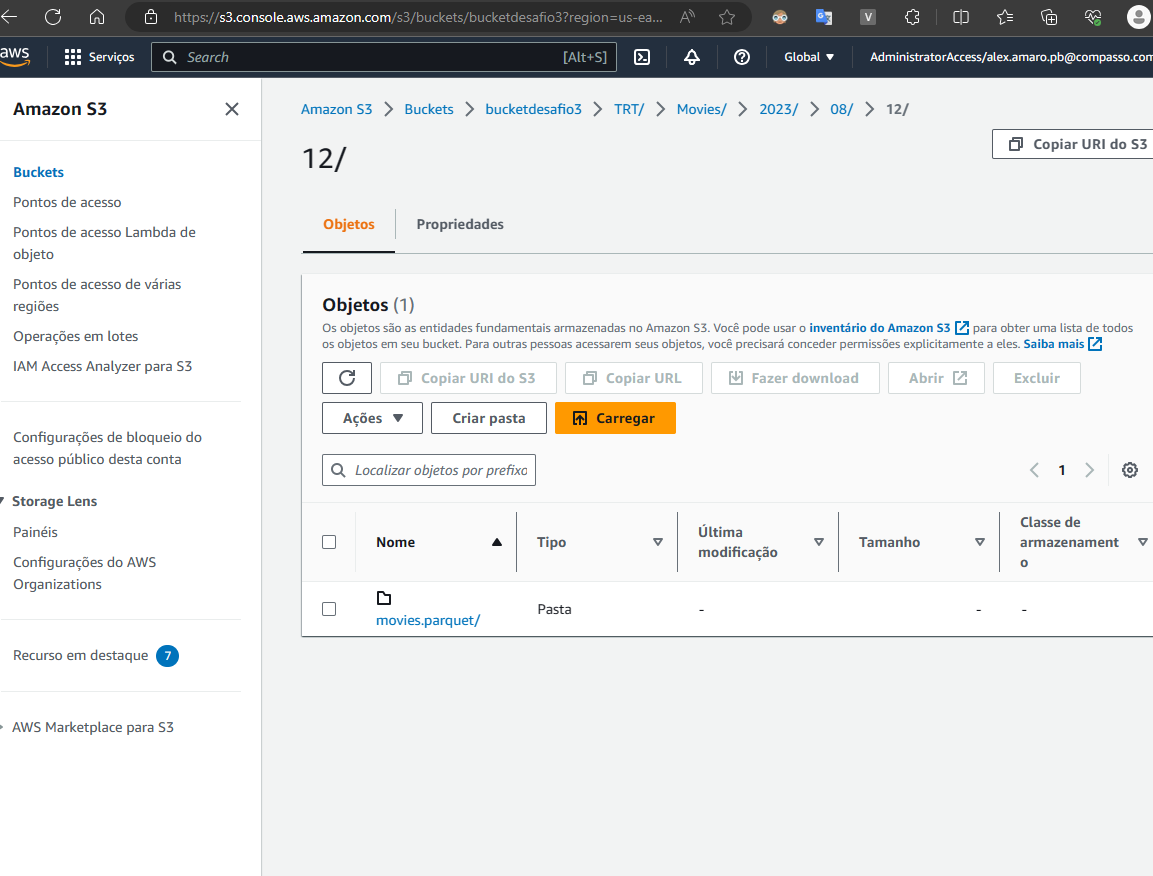 https://s3.console.aws.amazon.com/s3/buckets/bucketdesafio3?region=us-ea...
aws
Serviços
Search
[Alt+S]
Global
AdministratorAccess/alex.amaro.pb@compasso.com
Amazon S3
Buckets
Pontos de acesso
Pontos de acesso Lambda de
objeto
Pontos de acesso de várias
regiões
Operações em lotes
IAM Access Analyzer para S3
Configurações de bloqueio do
acesso público desta conta
Storage Lens
Painéis
Configurações do AWS
Organizations
Recurso em destaque 7
AWS Marketplace para S3
Amazon S3 > Buckets > bucketdesafio3 > TRT/ > Movies/ > 2023/ > 08/ > 12/
12/
Copiar URI do S3
Objetos
Propriedades
Objetos (1)
Os objetos são as entidades fundamentais armazenadas no Amazon S3. Você pode usar o inventário do Amazon S3 para obter uma lista de todos
os objetos em seu bucket. Para outras pessoas acessarem seus objetos, você precisará conceder permissões explicitamente a eles. Saiba mais
Copiar URI do S3
Copiar URL
Fazer download
Abrir
Excluir
Ações
Criar pasta
Carregar
Localizar objetos por prefixo
1
Nome
Tipo
Última
modificação
Tamanho
Classe de
armazenament
o
movies.parquet/
Pasta
-
-
-